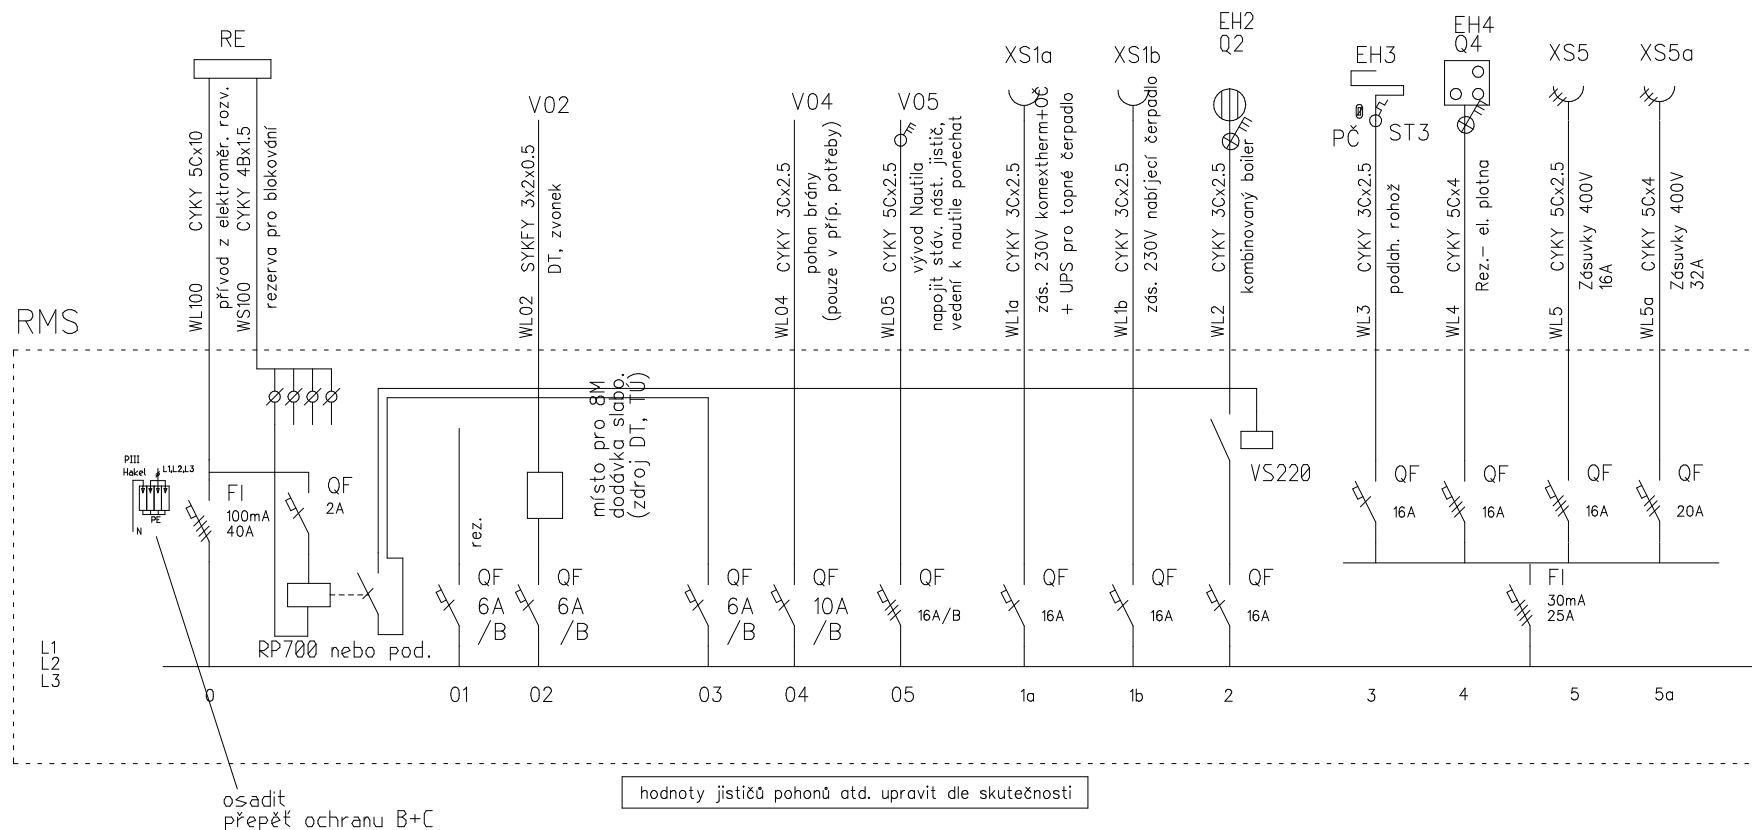 RE
WL100 CYKY 5Cx10
přívod z elektroměr. rozv.
WS100 CYKY 4Bx1.5
rezerva pro blokování
V02
WL02 SYKFY 3x2x0.5
DT, zvonek
V04
WL04 CYKY 3Cx2.5
pohon brány
(pouze v příp. potřeby)
V05
WL05 CYKY 5Cx2.5
vývod Nautila
napojit stáv. nást. jistič,
vedení k nautile ponechat
XS1a
WL1a CYKY 3Cx2.5
zás. 230V komextherm+OČ
+ UPS pro topné čerpadlo
XS1b
WL1b CYKY 3Cx2.5
zás. 230V nabíjecí čerpadlo
EH2
Q2
WL2 CYKY 3Cx2.5
kombinovaný boiler
EH3
PČ
ST3
WL3 CYKY 3Cx2.5
podlah. rohož
EH4
Q4
WL4 CYKY 5Cx4
Rez.– el. plotna
XS5
WL5 CYKY 5Cx2.5
Zásuvky 400V
16A
XS5a
WL5a CYKY 5Cx4
Zásuvky 400V
32A
RMS
PIII
Hakel
L1,L2,L3
PE
N
FI
100mA
40A
QF
2A
RP700 nebo pod.
rez.
QF
6A
/B
QF
6A
/B
místo pro 8M
dodávka slabo.
(zdroj DT, TÚ)
QF
6A
/B
QF
10A
/B
QF
16A/B
QF
16A
QF
16A
VS220
QF
16A
QF
16A
QF
16A
QF
16A
QF
20A
FI
30mA
25A
L1
L2
L3
0
01
02
03
04
05
1a
1b
2
3
4
5
5a
osadit
přepěť ochranu B+C
hodnoty jističů pohonů atd. upravit dle skutečnosti